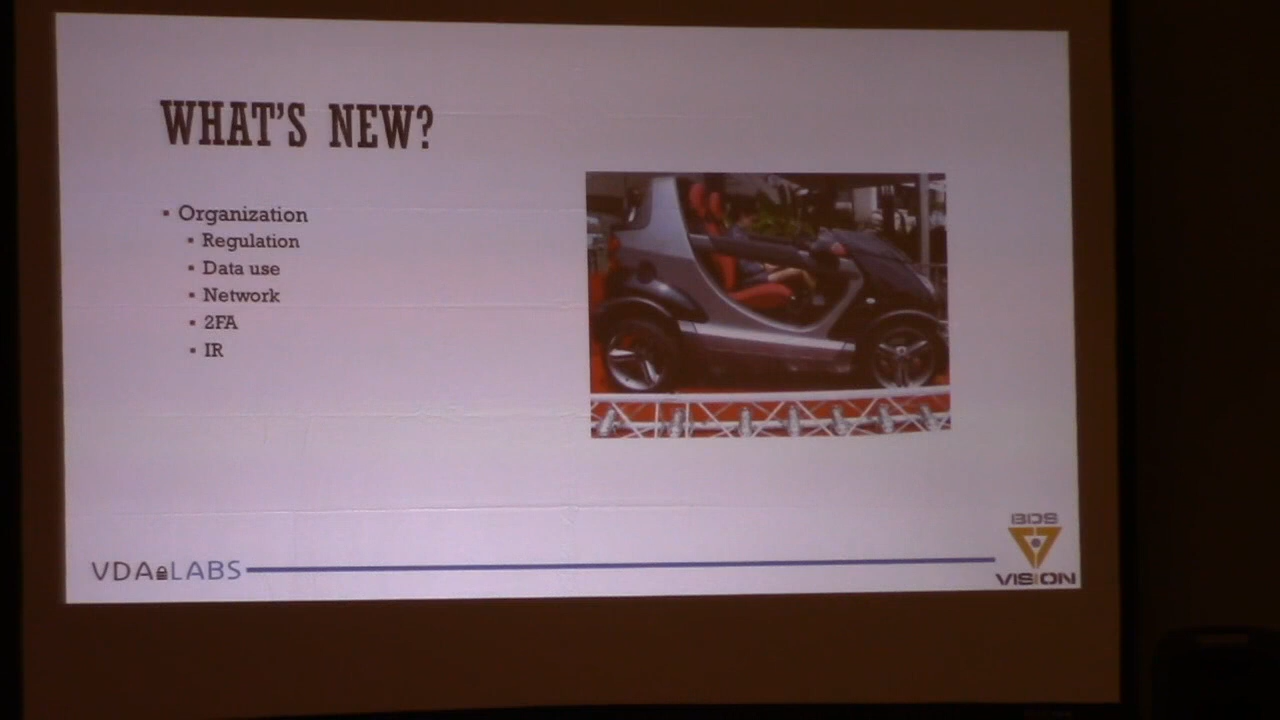 WHAT'S NEW?
▪ Organization
▪ Regulation
▪ Data use
▪ Network
▪ 2FA
▪ IR
VDA LABS
BDS
VISION